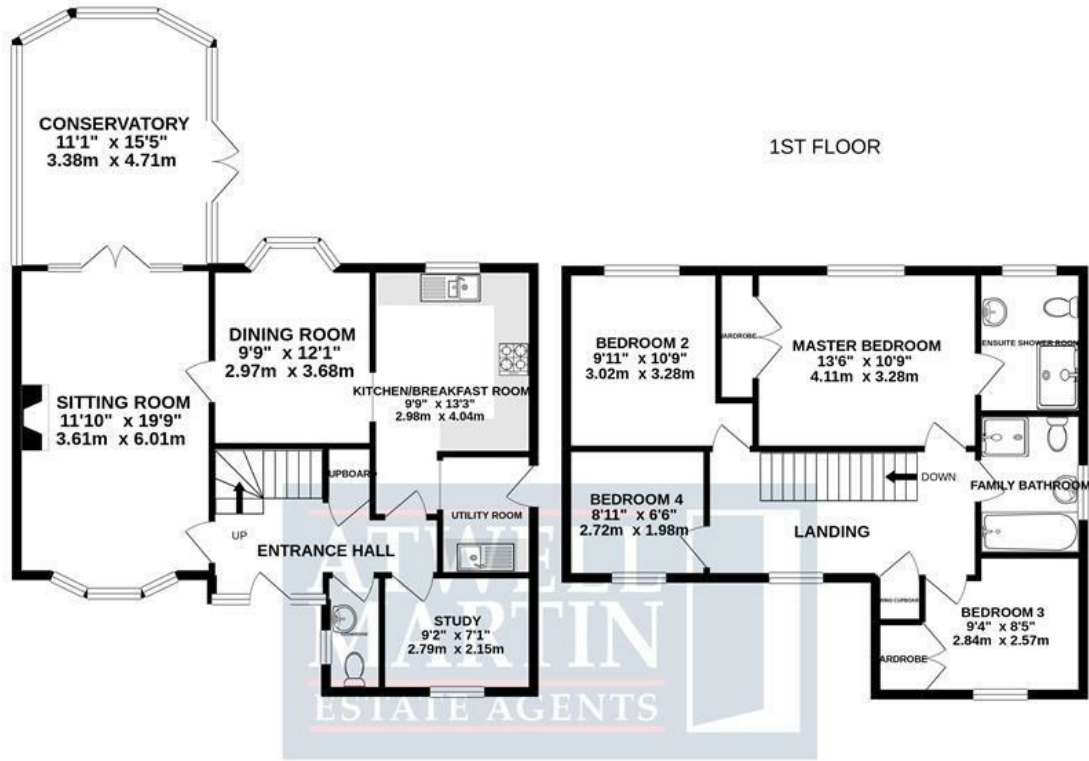 CONSERVATORY
11'1" x 15'5"
3.38m x 4.71m
1ST FLOOR
DINING ROOM
9'9" x 12'1"
2.97m x 3.68m
KITCHEN/BREAKFAST ROOM
9'9" x 13'3"
2.98m x 4.04m
SITTING ROOM
11'10" x 19'9"
3.61m x 6.01m
UPBOARD
UTILITY ROOM
UP
ENTRANCE HALL
STUDY
9'2" x 7'1"
2.79m x 2.15m
BEDROOM 2
9'11" x 10'9"
3.02m x 3.28m
ARDROBE
MASTER BEDROOM
13'6" x 10'9"
4.11m x 3.28m
ENSUITE SHOWER ROOM
BEDROOM 4
8'11" x 6'6"
2.72m x 1.98m
DOWN
LANDING
FAMILY BATHROOM
RING CUPBOARD
BEDROOM 3
9'4" x 8'5"
2.84m x 2.57m
ARDROBE
ATWELL
MARTIN
ESTATE AGENTS